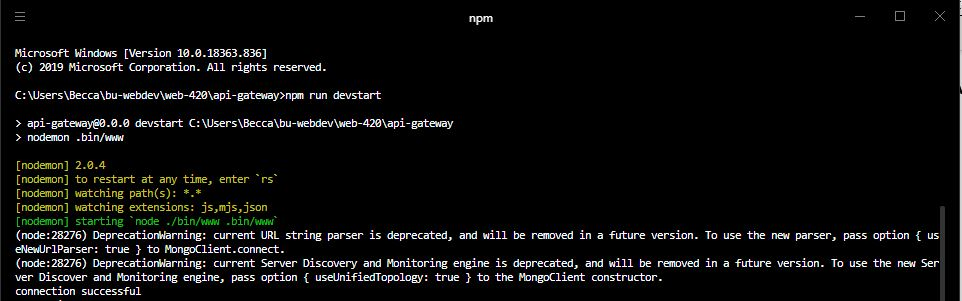 npm
Microsoft Windows [Version 10.0.18363.836]
(c) 2019 Microsoft Corporation. All rights reserved.
C:\Users\Becca\bu-webdev\web-420\api-gateway>npm run devstart
> api-gateway@0.0.0 devstart C:\Users\Becca\bu-webdev\web-420\api-gateway
> nodemon .bin/www
[nodemon] 2.0.4
[nodemon] to restart at any time, enter `rs`
[nodemon] watching path(s): *.*
[nodemon] watching extensions: js,mjs,json
[nodemon] starting `node ./bin/www .bin/www`
(node:28276) DeprecationWarning: current URL string parser is deprecated, and will be removed in a future version. To use the new parser, pass option { us
eNewUrlParser: true } to MongoClient.connect.
(node:28276) DeprecationWarning: current Server Discovery and Monitoring engine is deprecated, and will be removed in a future version. To use the new Ser
ver Discover and Monitoring engine, pass option { useUnifiedTopology: true } to the MongoClient constructor.
connection successful